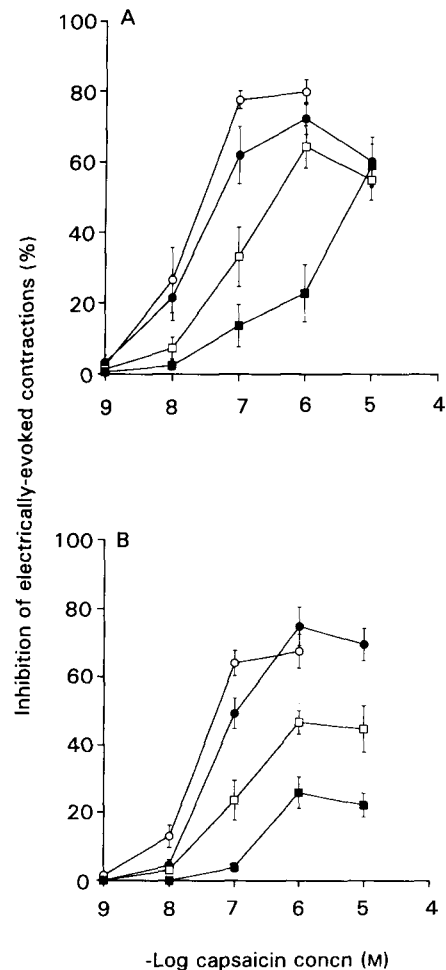 A
100
80
60
40
20
0
9 8 7 6 5 4
Inhibition of electrically-evoked contractions (%)
B
100
80
60
40
20
0
9 8 7 6 5 4
-Log capsaicin concn (M)